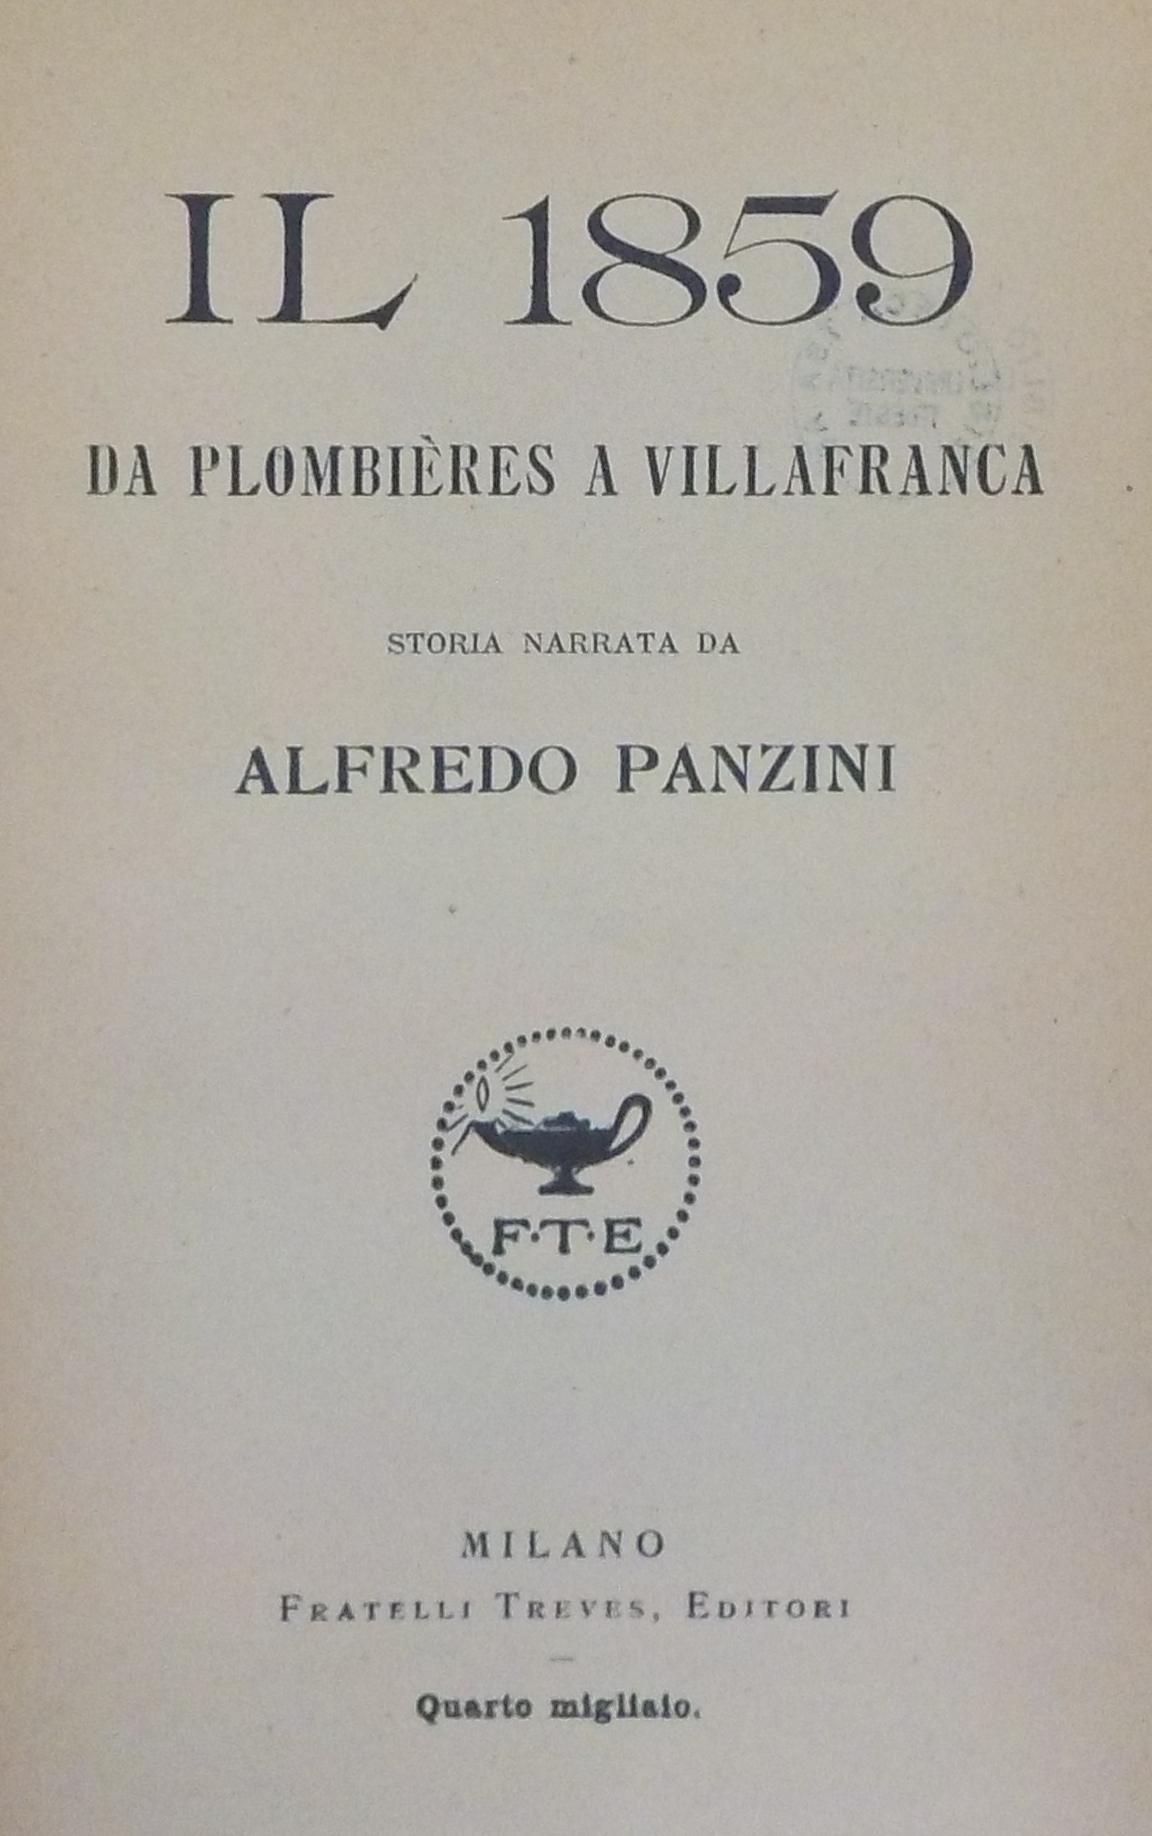 IL 1859
DA PLOMBIÈRES A VILLAFRANCA
STORIA NARRATA DA
ALFREDO PANZINI
F·T·E
MILANO
FRATELLI TREVES, EDITORI
Quarto migliaio.